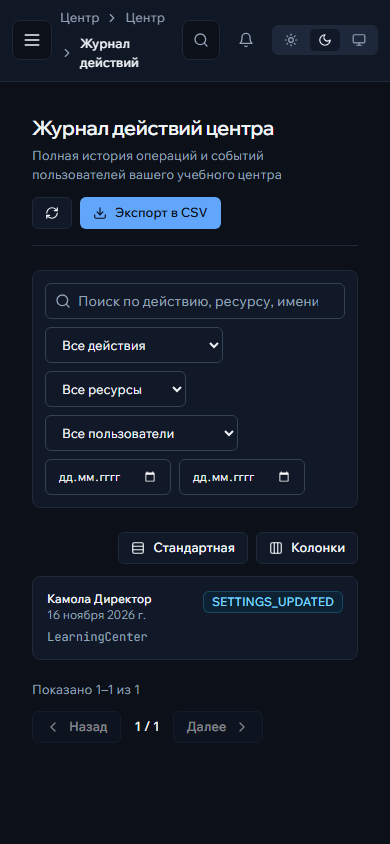 Центр > Центр
> Журнал
действий
Журнал действий центра
Полная история операций и событий
пользователей вашего учебного центра
Экспорт в CSV
Поиск по действию, ресурсу, имени
Все действия
Все ресурсы
Все пользователи
дд.мм.гггг дд.мм.гггг
Стандартная Колонки
Камола Директор SETTINGS_UPDATED
16 ноября 2026 г.
LearningCenter
Показано 1–1 из 1
Назад 1 / 1 Далее